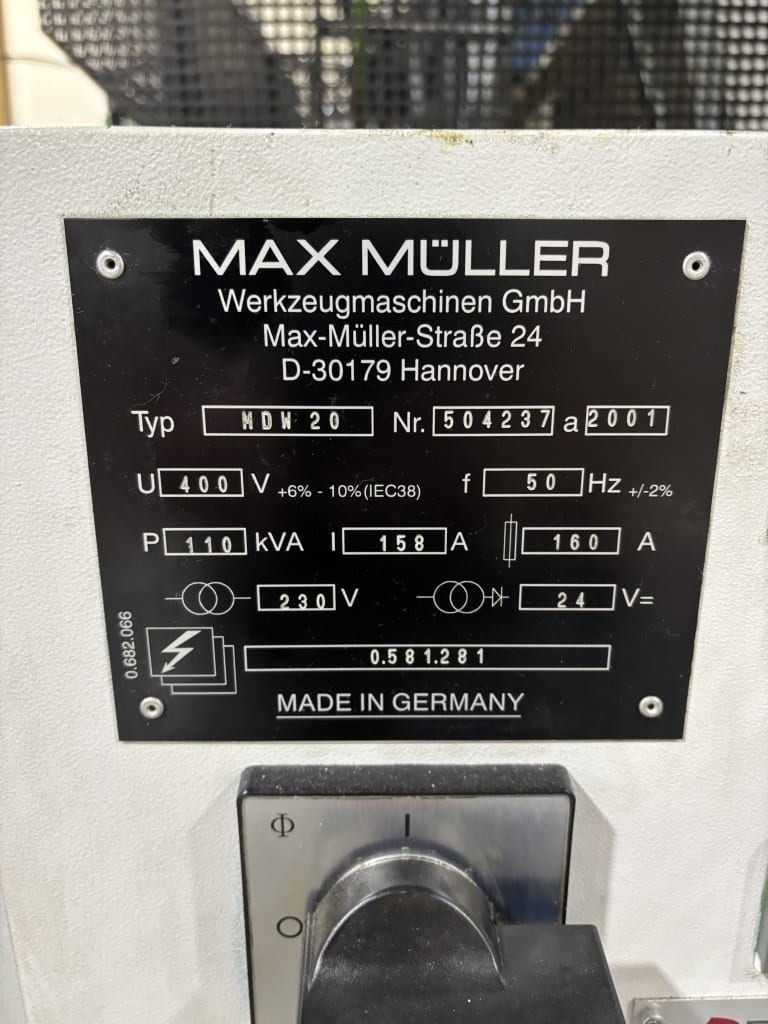 MAX MÜLLER
Werkzeugmaschinen GmbH
Max-Müller-Straße 24
D-30179 Hannover
Typ MDW 20 Nr. 504237 a 2001
U 400 V +6% - 10% (IEC38) f 50 Hz +/-2%
P 110 kVA I 158 A 160 A
230 V 24 V=
0.682.066
0.581.281
MADE IN GERMANY
Φ I
O